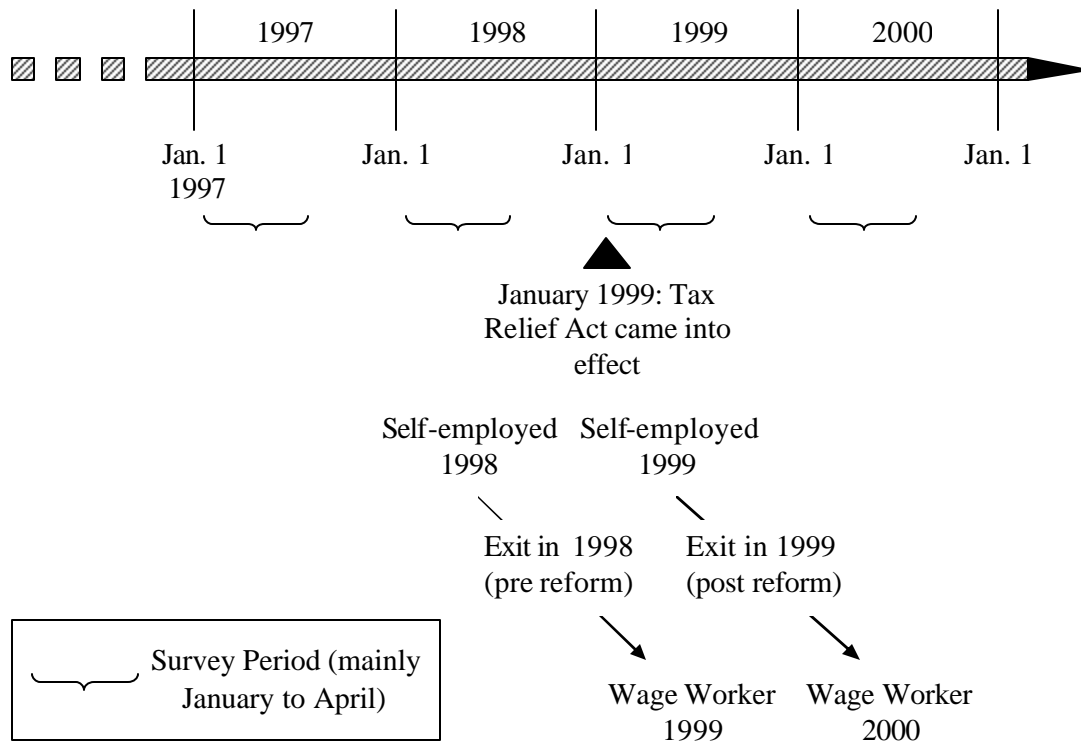 1997 1998 1999 2000
Jan. 1 Jan. 1 Jan. 1 Jan. 1 Jan. 1
1997
January 1999: Tax
Relief Act came into
effect
Self-employed Self-employed
1998 1999
Exit in 1998 Exit in 1999
(pre reform) (post reform)
Survey Period (mainly
January to April)
Wage Worker Wage Worker
1999 2000